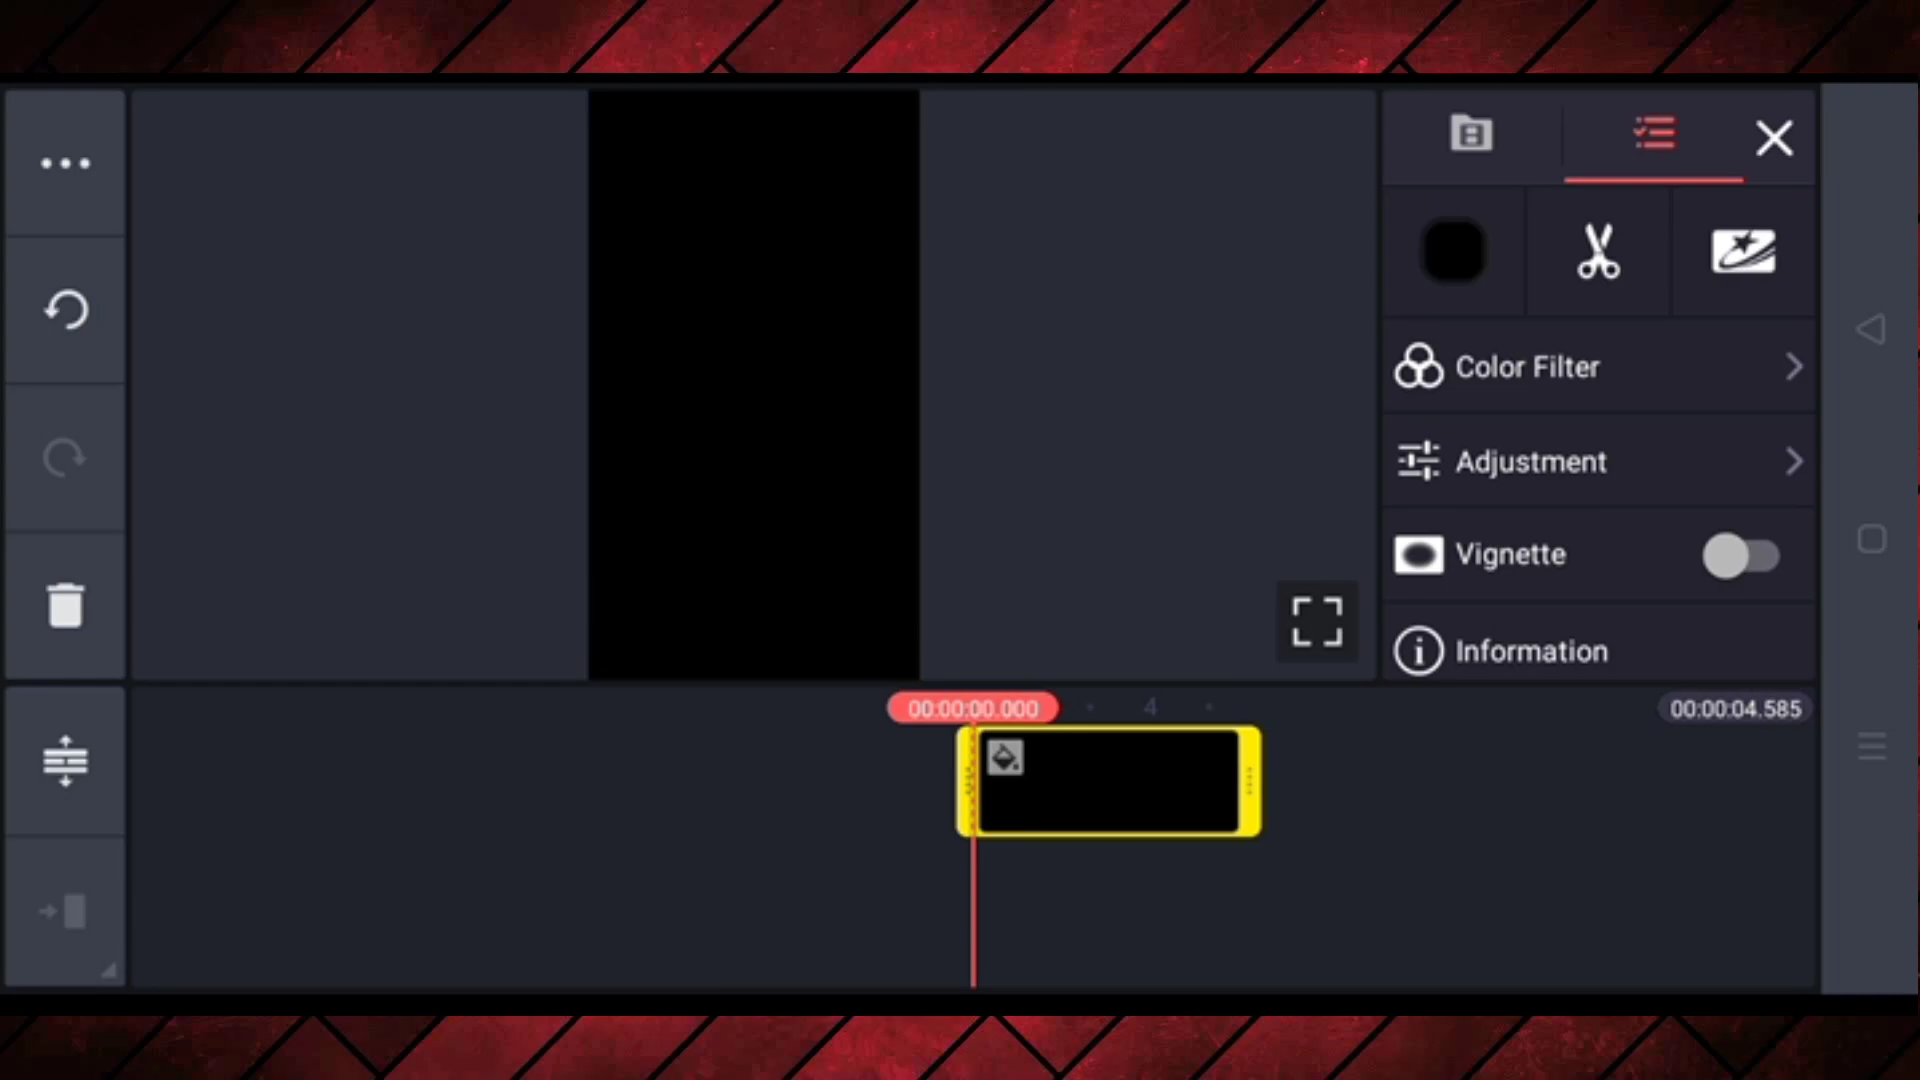 Color Filter
Adjustment
Vignette
Information
00:00:00.000
4
00:00:04.585